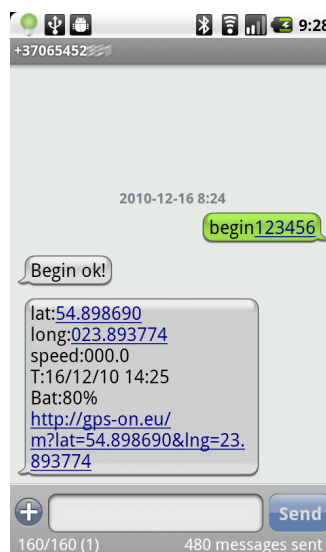 9:28
+37065452
2010-12-16 8:24
begin123456
Begin ok!
lat:54.898690
long:023.893774
speed:000.0
T:16/12/10 14:25
Bat:80%
http://gps-on.eu/
m?lat=54.898690&lng=23.
893774
Send
160/160 (1) 480 messages sent